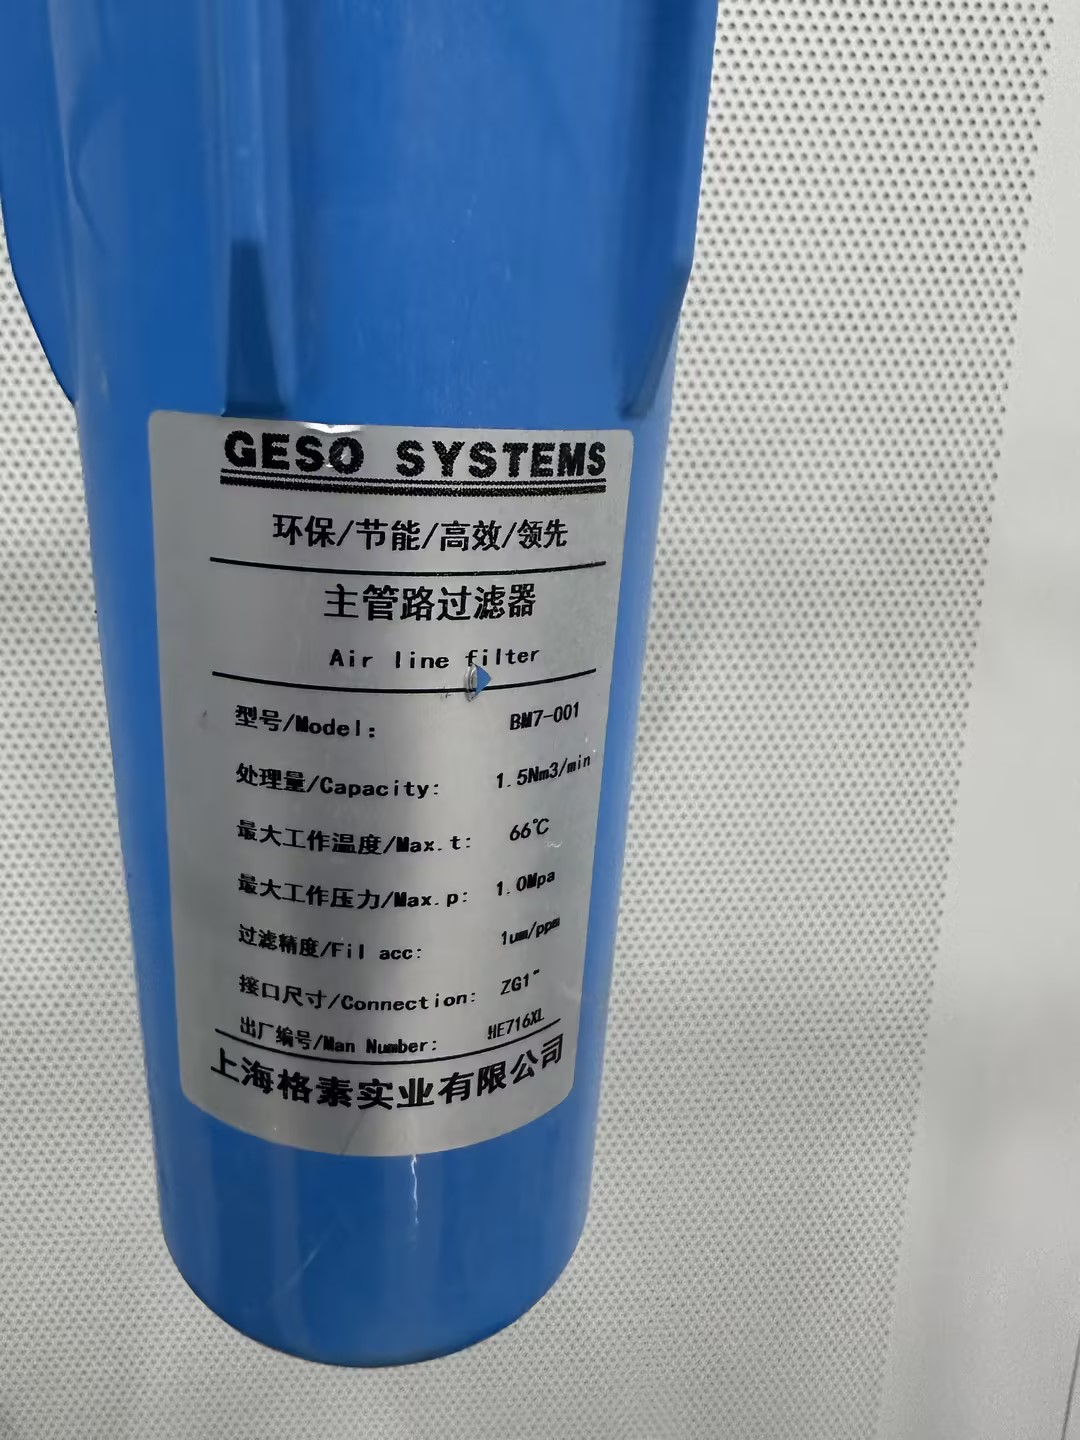 GESO SYSTEMS
环保/节能/高效/领先
主管路过滤器
Air line filter
型号/Model: BM7-001
处理量/Capacity: 1.5Nm3/min
最大工作温度/Max.t: 66℃
最大工作压力/Max.p: 1.0Mpa
过滤精度/Fil acc: 1um/ppm
接口尺寸/Connection: ZG1"
出厂编号/Man Number: HE716XL
上海格素实业有限公司